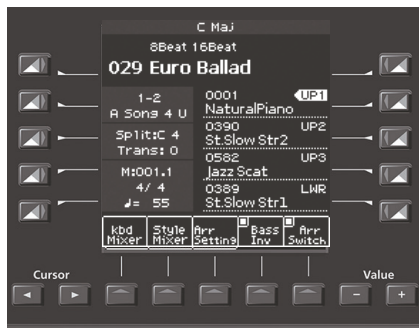 C Maj
8Beat 16Beat
029 Euro Ballad
1-2
A Song 4 U
Split:C 4
Trans: 0
M:001.1
4/ 4
♩= 55
0001 UP1
NaturalPiano
0390 UP2
St.Slow Str2
0582 UP3
Jazz Scat
0389 LWR
St.Slow Str1
kbd Mixer
Style Mixer
Arr Setting
Bass Inv
Arr Switch
Cursor
Value
- +